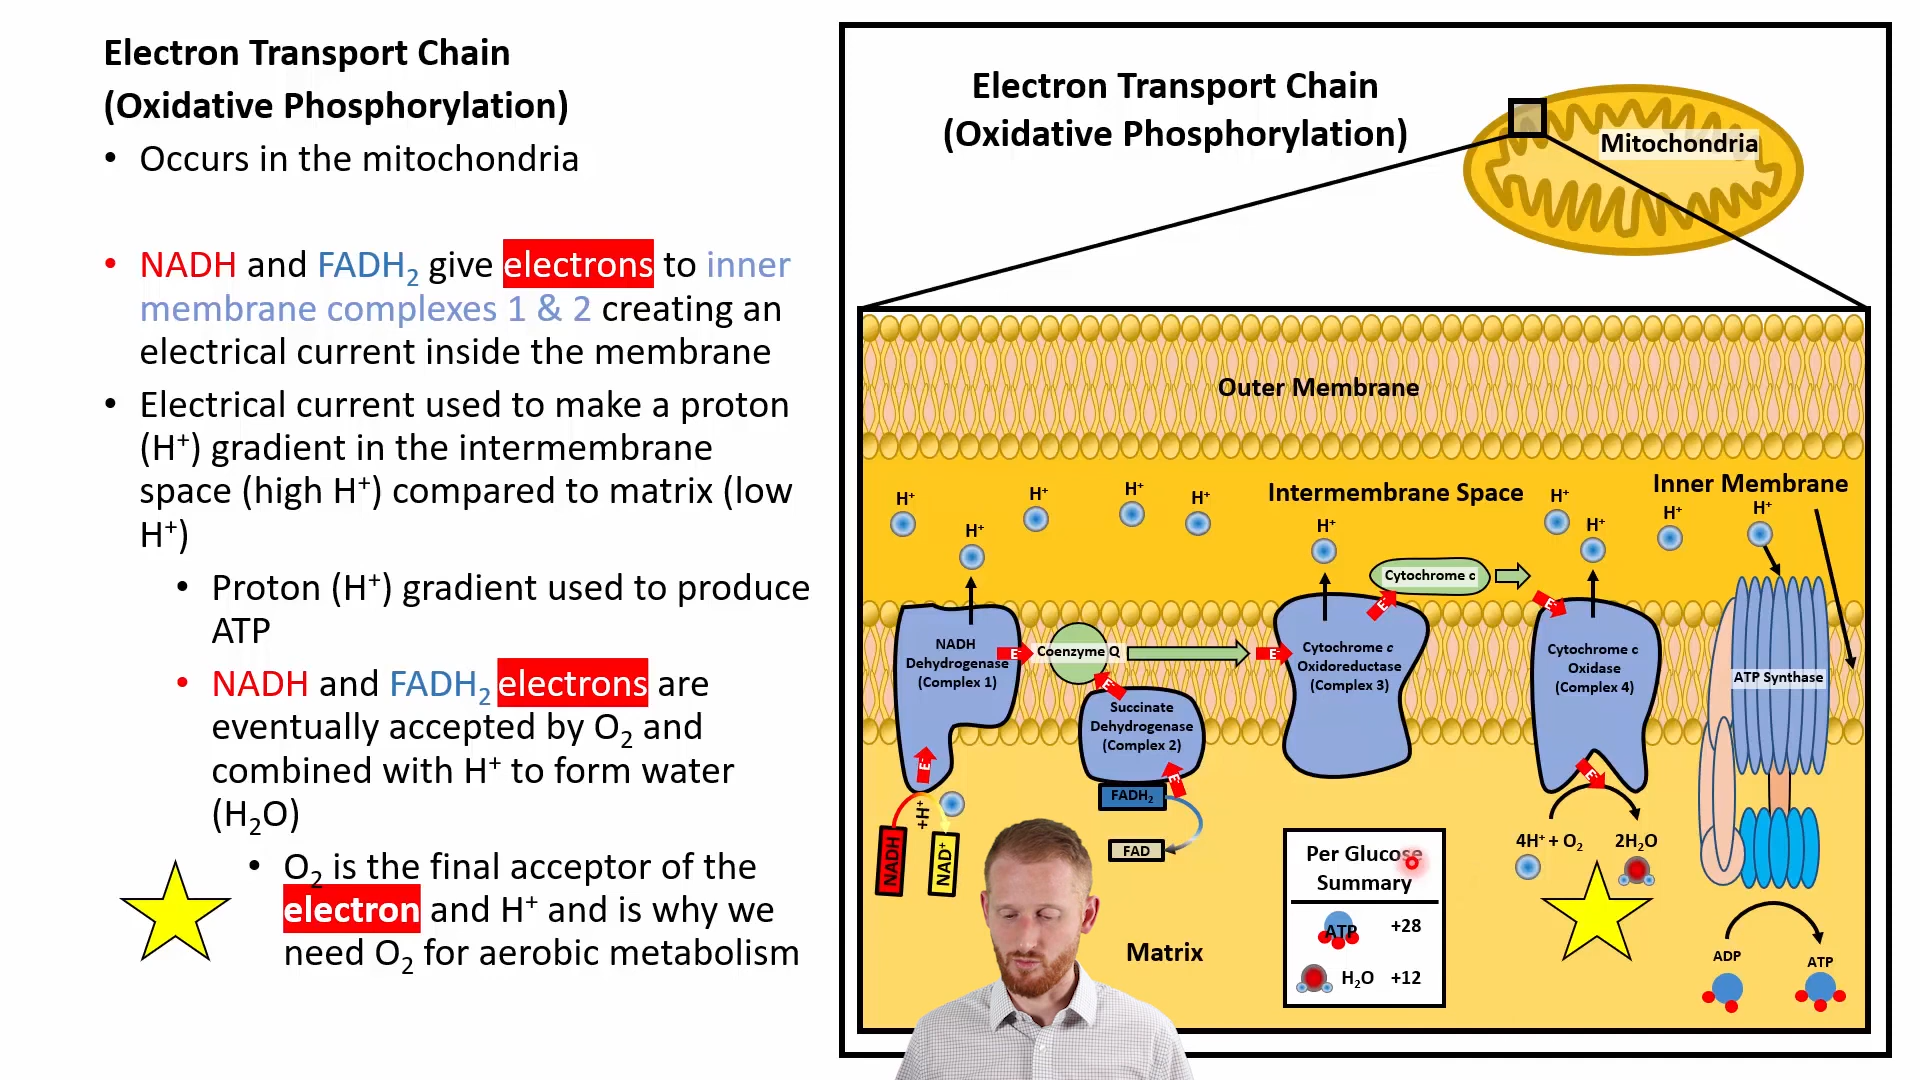 Electron Transport Chain
(Oxidative Phosphorylation)
• Occurs in the mitochondria
• NADH and FADH₂ give electrons to inner
membrane complexes 1 & 2 creating an
electrical current inside the membrane
• Electrical current used to make a proton
(H⁺) gradient in the intermembrane
space (high H⁺) compared to matrix (low
H⁺)
• Proton (H⁺) gradient used to produce
ATP
• NADH and FADH₂ electrons are
eventually accepted by O₂ and
combined with H⁺ to form water
(H₂O)
• O₂ is the final acceptor of the
electron and H⁺ and is why we
need O₂ for aerobic metabolism
Electron Transport Chain
(Oxidative Phosphorylation)
Mitochondria
Outer Membrane
Intermembrane Space
Inner Membrane
H⁺
H⁺
H⁺
H⁺
H⁺
H⁺
H⁺
H⁺
H⁺
H⁺
Cytochrome c
E⁻
E⁻
NADH
Dehydrogenase
(Complex 1)
E⁻
Coenzyme Q
E⁻
Cytochrome c
Oxidoreductase
(Complex 3)
Cytochrome c
Oxidase
(Complex 4)
ATP Synthase
E⁻
Succinate
Dehydrogenase
(Complex 2)
E⁻
E⁻
E⁻
FADH₂
FAD
+H⁺
NADH
NAD⁺
4H⁺ + O₂
2H₂O
Per Glucose
Summary
ATP +28
H₂O +12
Matrix
ADP
ATP